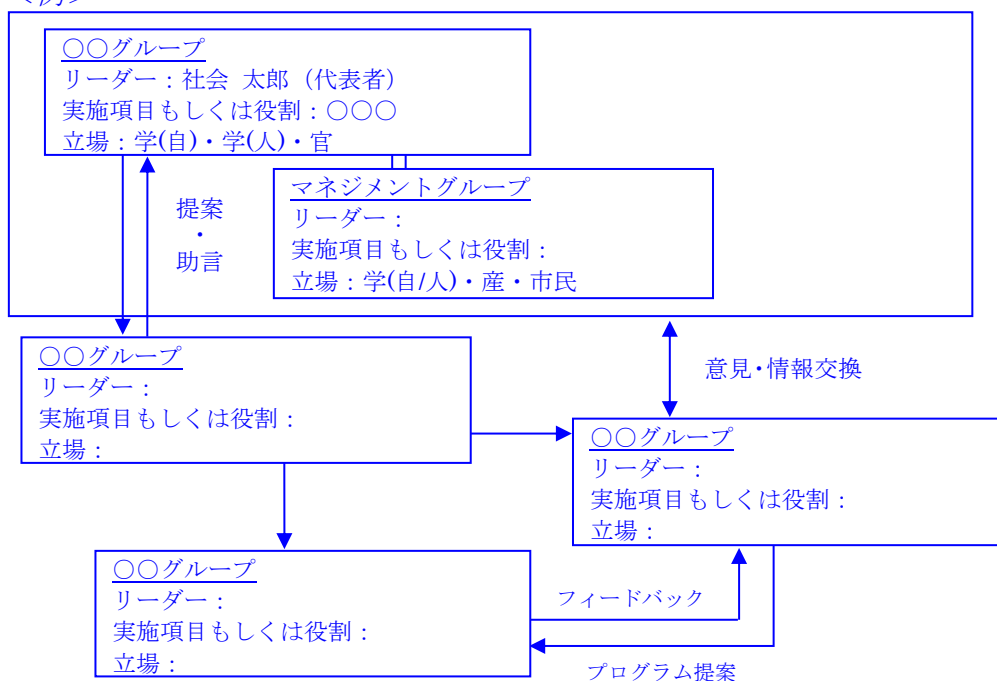 ＜例＞
○○グループ
リーダー：社会 太郎（代表者）
実施項目もしくは役割：○○○
立場：学(自)・学(人)・官
提案
・
助言
マネジメントグループ
リーダー：
実施項目もしくは役割：
立場：学(自/人)・産・市民
○○グループ
リーダー：
実施項目もしくは役割：
立場：
意見・情報交換
○○グループ
リーダー：
実施項目もしくは役割：
立場：
○○グループ
リーダー：
実施項目もしくは役割：
立場：
フィードバック
プログラム提案